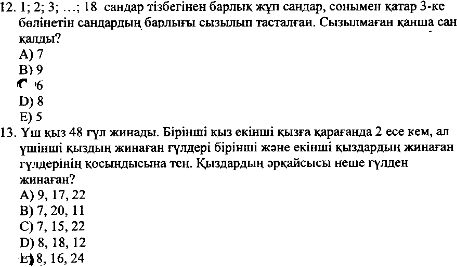 12. 1; 2; 3; ...; 18 сандар тізбегінен барлық жұп сандар, сонымен қатар 3-ке
бөлінетін сандардың барлығы сызылып тасталған. Сызылмаған қанша сан
қалды?
A) 7
B) 9
C) 6
D) 8
E) 5
13. Үш қыз 48 гүл жинады. Бірінші кыз екінші қызға қарағанда 2 есе кем, ал
үшінші қыздың жинаған гүлдері бірінші және екінші қыздардың жинаған
гүлдерінің қосындысына тең. Қыздардың әрқайсысы неше гүлден
жинаған?
A) 9, 17, 22
B) 7, 20, 11
C) 7, 15, 22
D) 8, 18, 12
E) 8, 16, 24